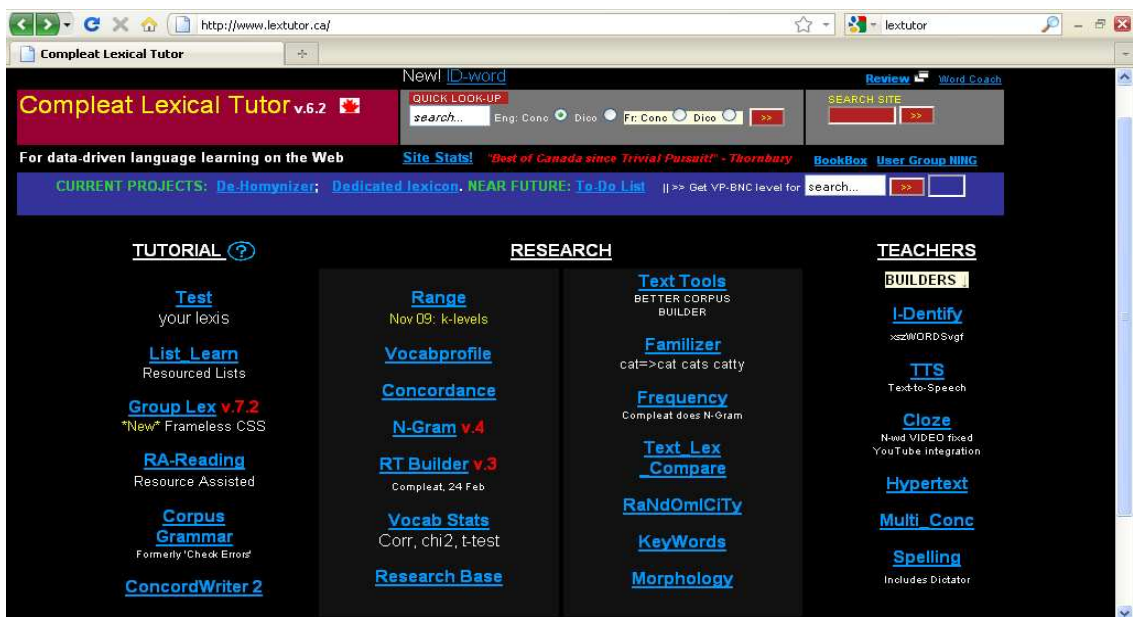 http://www.lextutor.ca/
lextutor
Compleat Lexical Tutor
New! ID-word
Review Word Coach
Compleat Lexical Tutor v.6.2
QUICK LOOK-UP
search... Eng: Conc Dico Fr: Conc Dico >>
SEARCH SITE
>>
For data-driven language learning on the Web
Site Stats! "Best of Canada since Trivial Pursuit!" - Thornbury
BookBox User Group NING
CURRENT PROJECTS: De-Homynizer; Dedicated lexicon. NEAR FUTURE: To-Do List || >> Get VP-BNC level for search... >>
TUTORIAL ?
Test
your lexis
List_Learn
Resourced Lists
Group Lex v.7.2
*New* Frameless CSS
RA-Reading
Resource Assisted
Corpus
Grammar
Formerly 'Check Errors'
ConcordWriter 2
RESEARCH
Range
Nov 09: k-levels
Vocabprofile
Concordance
N-Gram v.4
RT Builder v.3
Compleat, 24 Feb
Vocab Stats
Corr, chi2, t-test
Research Base
Text Tools
BETTER CORPUS
BUILDER
Familizer
cat=>cat cats catty
Frequency
Compleat does N-Gram
Text_Lex
_Compare
RaNdOmICiTy
KeyWords
Morphology
TEACHERS
BUILDERS ↓
I-Dentify
xszWORDSvgf
TTS
Text-to-Speech
Cloze
N-wd VIDEO fixed
YouTube integration
Hypertext
Multi_Conc
Spelling
Includes Dictator